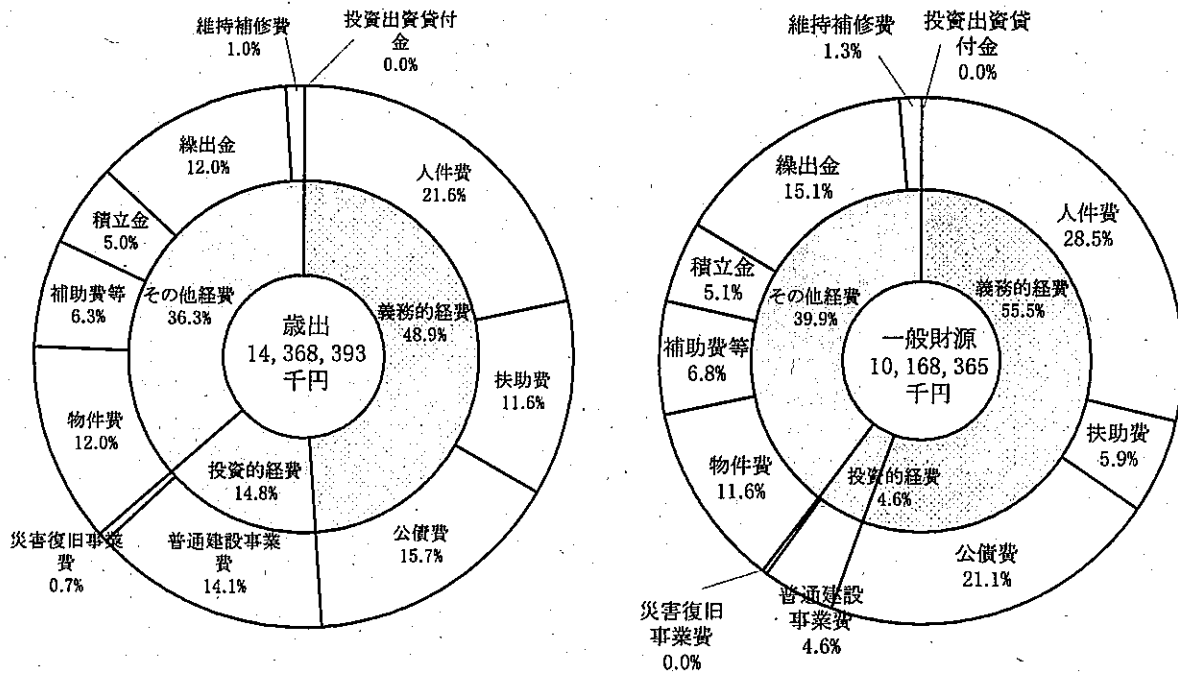 維持補修費
1.0%
投資出資貸付
金
0.0%
人件費
21.6%
扶助費
11.6%
公債費
15.7%
普通建設事業
費
14.1%
災害復旧事業
費
0.7%
物件費
12.0%
補助費等
6.3%
積立金
5.0%
繰出金
12.0%
義務的経費
48.9%
投資的経費
14.8%
その他経費
36.3%
歳出
14,368,393
千円
維持補修費
1.3%
投資出資貸
付金
0.0%
人件費
28.5%
扶助費
5.9%
公債費
21.1%
普通建設
事業費
4.6%
災害復旧
事業費
0.0%
物件費
11.6%
補助費等
6.8%
積立金
5.1%
繰出金
15.1%
義務的経費
55.5%
投資的経費
4.6%
その他経費
39.9%
一般財源
10,168,365
千円